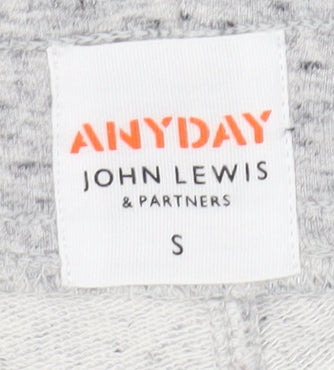 ANYDAY
JOHN LEWIS
& PARTNERS
S